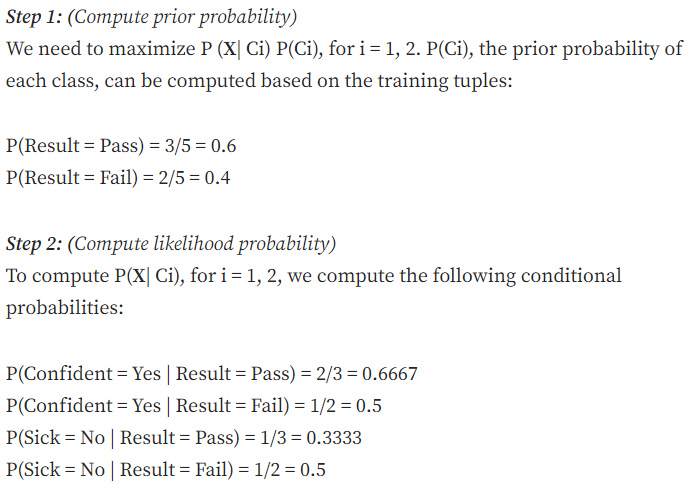 Step 1: (Compute prior probability)
We need to maximize P (X| Ci) P(Ci), for i = 1, 2. P(Ci), the prior probability of
each class, can be computed based on the training tuples:
P(Result = Pass) = 3/5 = 0.6
P(Result = Fail) = 2/5 = 0.4
Step 2: (Compute likelihood probability)
To compute P(X| Ci), for i = 1, 2, we compute the following conditional
probabilities:
P(Confident = Yes | Result = Pass) = 2/3 = 0.6667
P(Confident = Yes | Result = Fail) = 1/2 = 0.5
P(Sick = No | Result = Pass) = 1/3 = 0.3333
P(Sick = No | Result = Fail) = 1/2 = 0.5